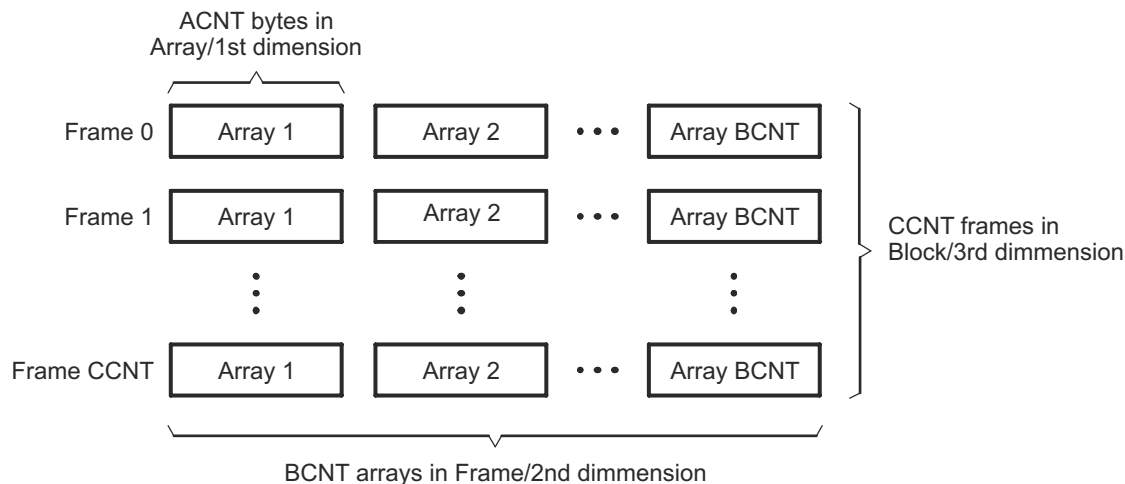 ACNT bytes in
Array/1st dimension
Frame 0 Array 1 Array 2 Array BCNT
Frame 1 Array 1 Array 2 Array BCNT
CCNT frames in
Block/3rd dimmension
Frame CCNT Array 1 Array 2 Array BCNT
BCNT arrays in Frame/2nd dimmension